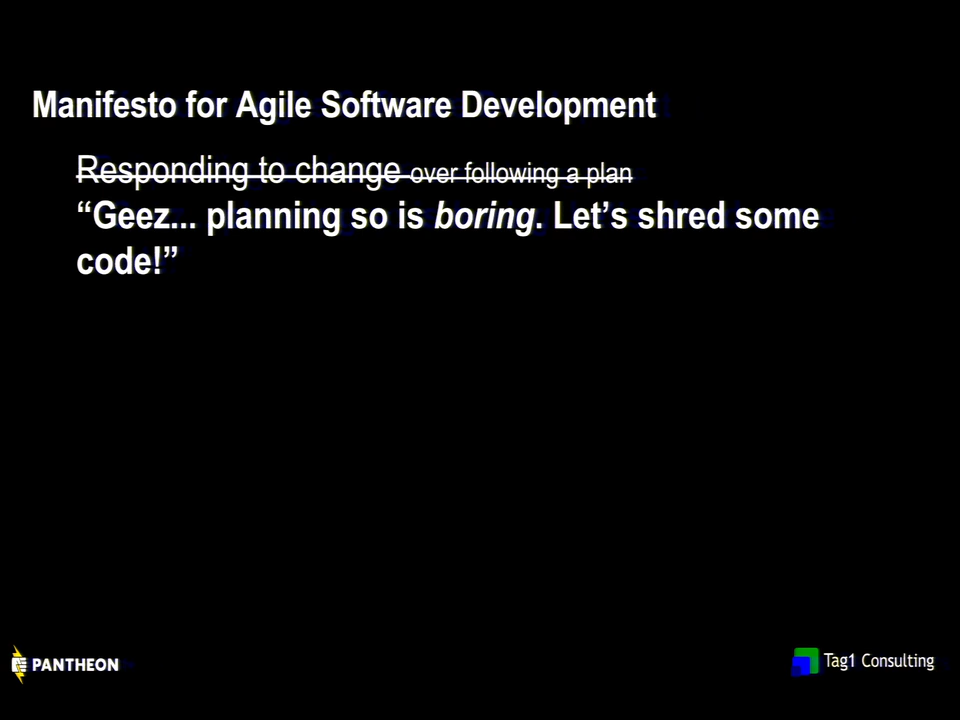 Manifesto for Agile Software Development
Responding to change over following a plan
“Geez... planning so is boring. Let’s shred some
code!”
PANTHEON
Tag1 Consulting